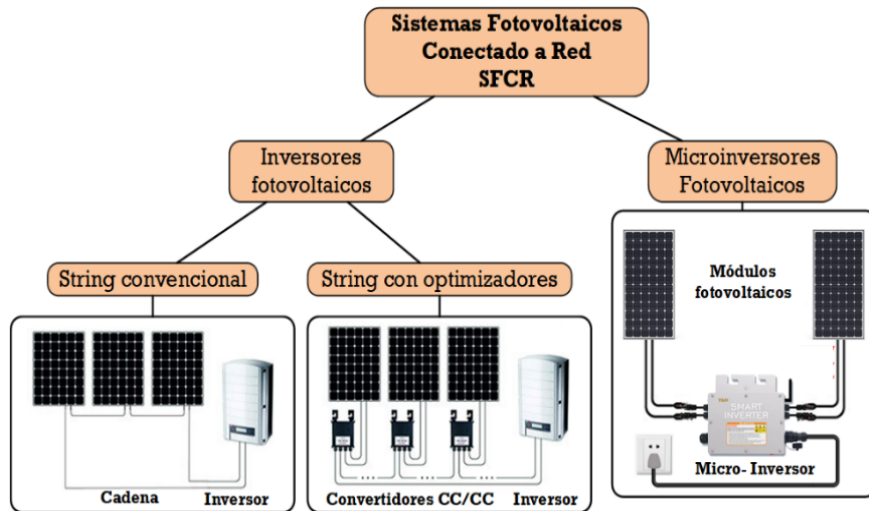 Sistemas Fotovoltaicos
Conectado a Red
SFCR
Inversores
fotovoltaicos
Microinversores
Fotovoltaicos
String convencional
String con optimizadores
Cadena
Inversor
Convertidores CC/CC
Inversor
Módulos
fotovoltaicos
SMART
INVERTER
Micro- Inversor